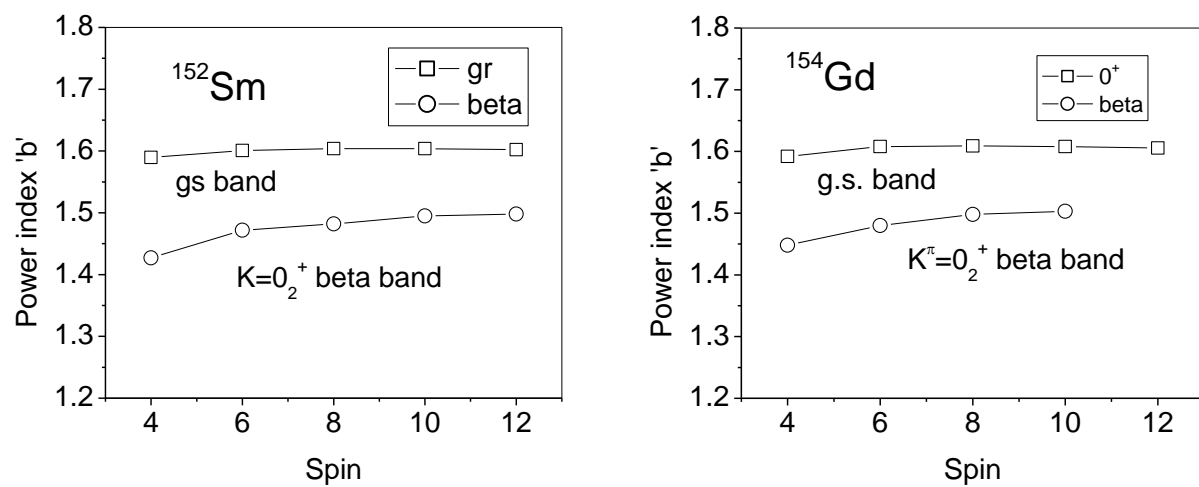 1.8
1.7
1.6
1.5
1.4
1.3
1.2
Power index 'b'
¹⁵²Sm
gr
beta
gs band
K=0₂⁺ beta band
4 6 8 10 12
Spin
1.8
1.7
1.6
1.5
1.4
1.3
1.2
Power index 'b'
¹⁵⁴Gd
0⁺
beta
g.s. band
K^π=0₂⁺ beta band
4 6 8 10 12
Spin